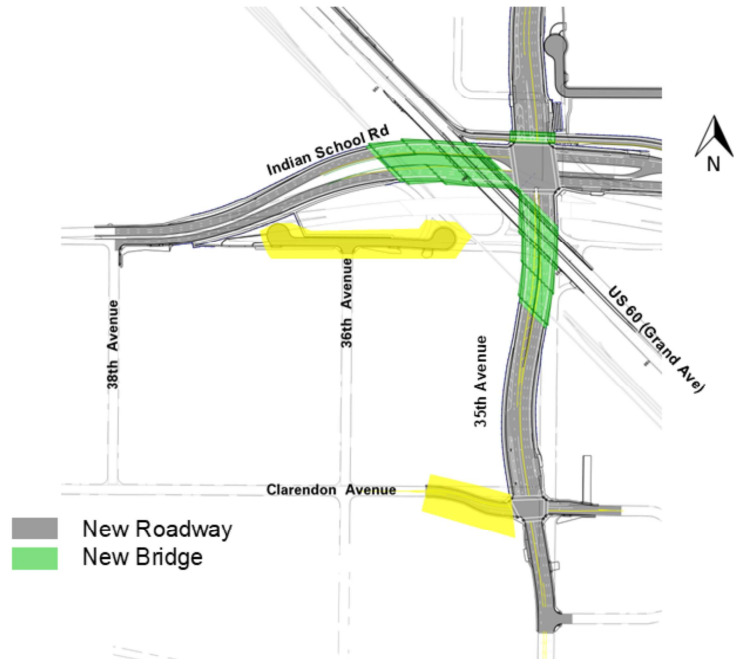 Indian School Rd
N
36th Avenue
US 60 (Grand Ave)
38th Avenue
35th Avenue
Clarendon Avenue
New Roadway
New Bridge